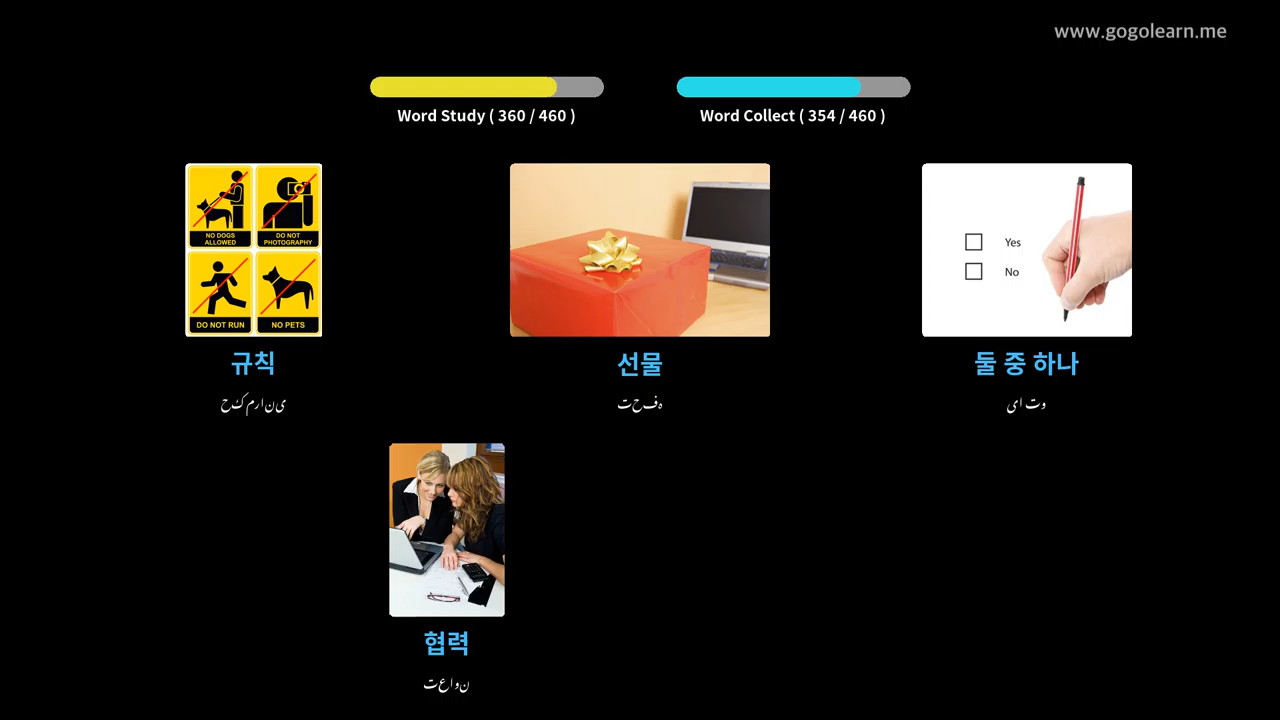 www.gogolearn.me
Word Study ( 360 / 460 )
Word Collect ( 354 / 460 )
NO DOGS ALLOWED
DO NOT PHOTOGRAPHY
DO NOT RUN
NO PETS
Yes
No
규칙
선물
둘 중 하나
حکمرانی
تحفہ
یا تو
협력
تعاون